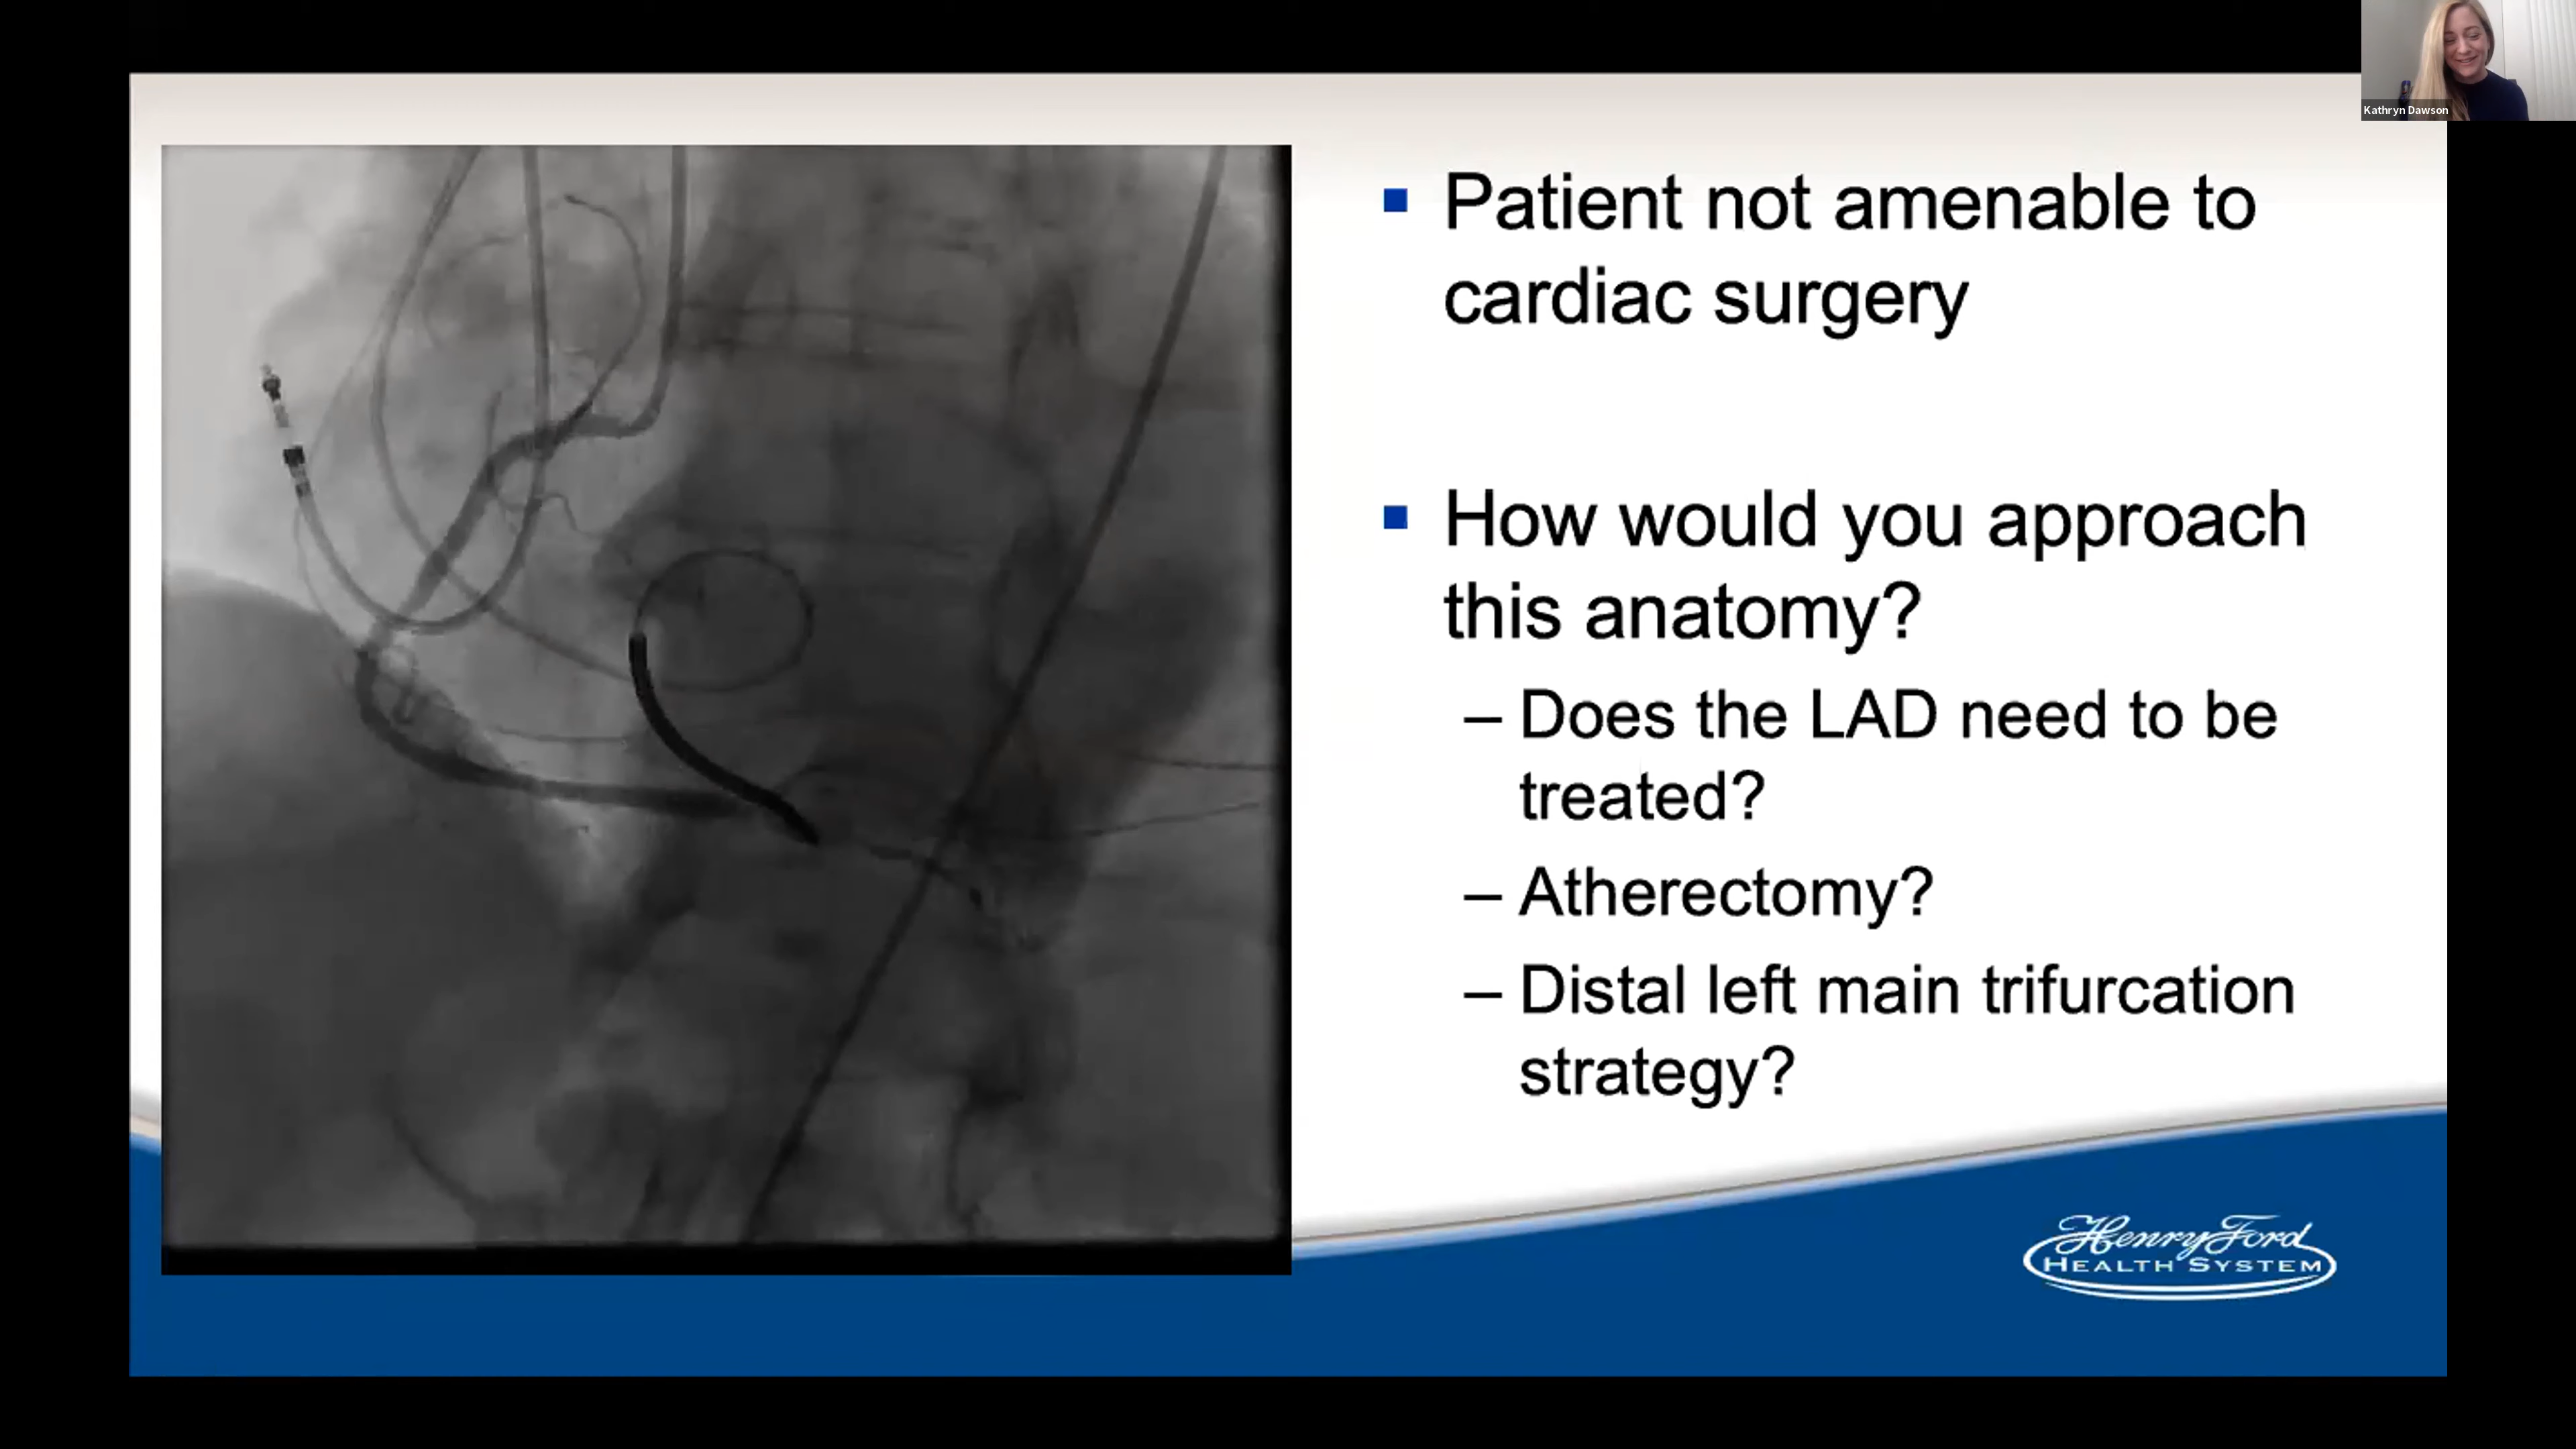 Kathryn Dawson
▪ Patient not amenable to
cardiac surgery
▪ How would you approach
this anatomy?
– Does the LAD need to be
treated?
– Atherectomy?
– Distal left main trifurcation
strategy?
Henry Ford
HEALTH SYSTEM